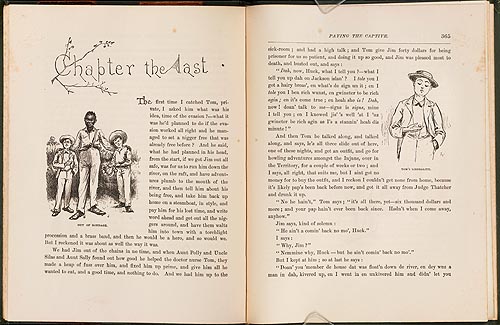 Chapter the Last
The first time I catched Tom, pri-
vate, I asked him what was his
idea, time of the evasion?—what it
was he'd planned to do if the eva-
sion worked all right and he man-
aged to set a nigger free that was
already free before? And he said,
what he had planned in his head,
from the start, if we got Jim out all
safe, was for us to run him down the
river, on the raft, and have adven-
tures plumb to the mouth of the
river, and then tell him about his
being free, and take him back up
home on a steamboat, in style, and
pay him for his lost time, and write
word ahead and get out all the nig-
gers around, and have them waltz
him into town with a torchlight
procession and a brass band, and then he would be a hero, and so would we.
But I reckoned it was about as well the way it was.
We had Jim out of the chains in no time, and when Aunt Polly and Uncle
Silas and Aunt Sally found out how good he helped the doctor nurse Tom, they
made a heap of fuss over him, and fixed him up prime, and give him all he
wanted to eat, and a good time, and nothing to do. And we had him up to the
OUT OF BONDAGE.
PAYING THE CAPTIVE. 365
sick-room; and had a high talk; and Tom give Jim forty dollars for being
prisoner for us so patient, and doing it up so good, and Jim was pleased most to
death, and busted out, and says:
"Dah, now, Huck, what I tell you?—what I
tell you up dah on Jackson islan'? I tole you I
got a hairy breas', en what's de sign un it; en I
tole you I ben rich wunst, en gwineter to be rich
agin; en it's come true; en heah she is! Dah,
now! doan' talk to me—signs is signs, mine
I tell you; en I knowed jis' 's well 'at I 'uz
gwineter be rich agin as I's a stannin' heah dis
minute!"
And then Tom he talked along, and talked
along, and says, le's all three slide out of here,
one of these nights, and get an outfit, and go for
howling adventures amongst the Injuns, over in
the Territory, for a couple of weeks or two; and
I says, all right, that suits me, but I aint got no
money for to buy the outfit, and I reckon I couldn't get none from home, because
it's likely pap's been back before now, and got it all away from Judge Thatcher
and drunk it up.
"No he hain't," Tom says; "it's all there, yet—six thousand dollars and
more; and your pap hain't ever been back since. Hadn't when I come away,
anyhow."
Jim says, kind of solemn:
"He ain't a comin' back no mo', Huck."
I says:
"Why, Jim?"
"Nemmine why, Huck—but he ain't comin' back no mo'."
But I kept at him; so at last he says:
"Doan' you 'member de house dat was float'n down de river, en dey wuz a
man in dah, kivered up, en I went in en unkivered him and didn' let you
TOM'S LIBERALITY.